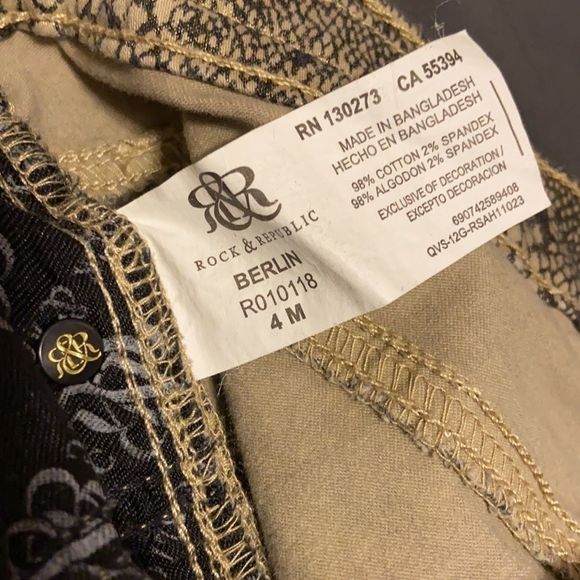 R&R
ROCK & REPUBLIC
BERLIN
R010118
4 M
RN 130273 CA 55394
MADE IN BANGLADESH
HECHO EN BANGLADESH
98% COTTON 2% SPANDEX
98% ALGODON 2% SPANDEX
EXCLUSIVE OF DECORATION/
EXCEPTO DECORACION
690742589408
QVS-12G-RSAH11023
R&R